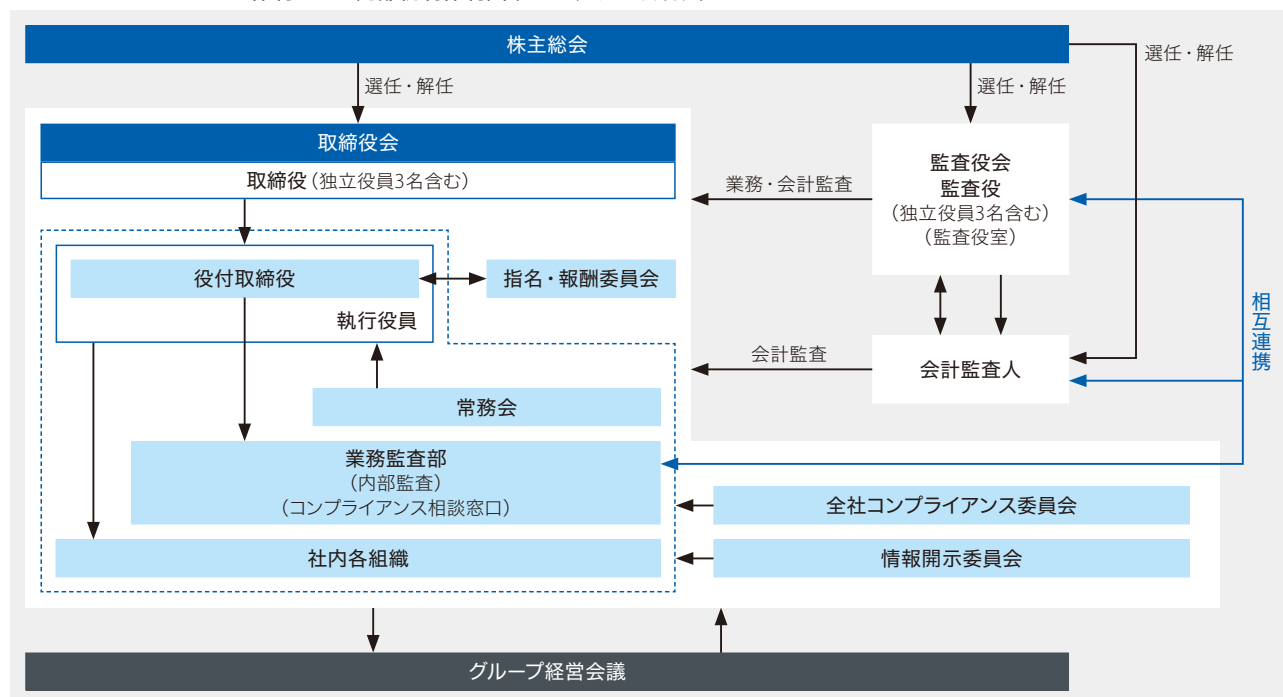 株主総会
選任・解任
選任・解任
選任・解任
取締役会
取締役(独立役員3名含む)
監査役会
監査役
(独立役員3名含む)
(監査役室)
業務・会計監査
役付取締役
指名・報酬委員会
執行役員
相互連携
会計監査
会計監査人
常務会
業務監査部
(内部監査)
(コンプライアンス相談窓口)
全社コンプライアンス委員会
社内各組織
情報開示委員会
グループ経営会議